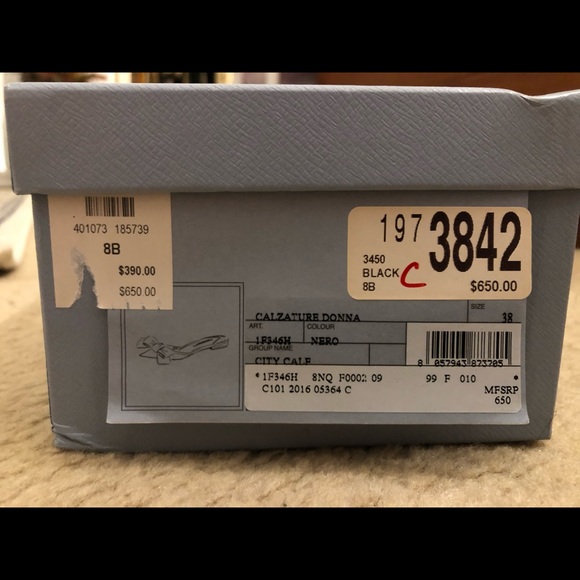 401073 185739
8B
$390.00
$650.00
197 3842
3450
BLACK C
8B $650.00
CALZATURE DONNA
SIZE
38
ART. COLOUR
1F346H NERO
GROUP NAME
CITY CALF
8 057943 873705
* 1F346H 8NQ F0002 09 99 F 010 *
C101 2016 05364 C
MFSRP
650